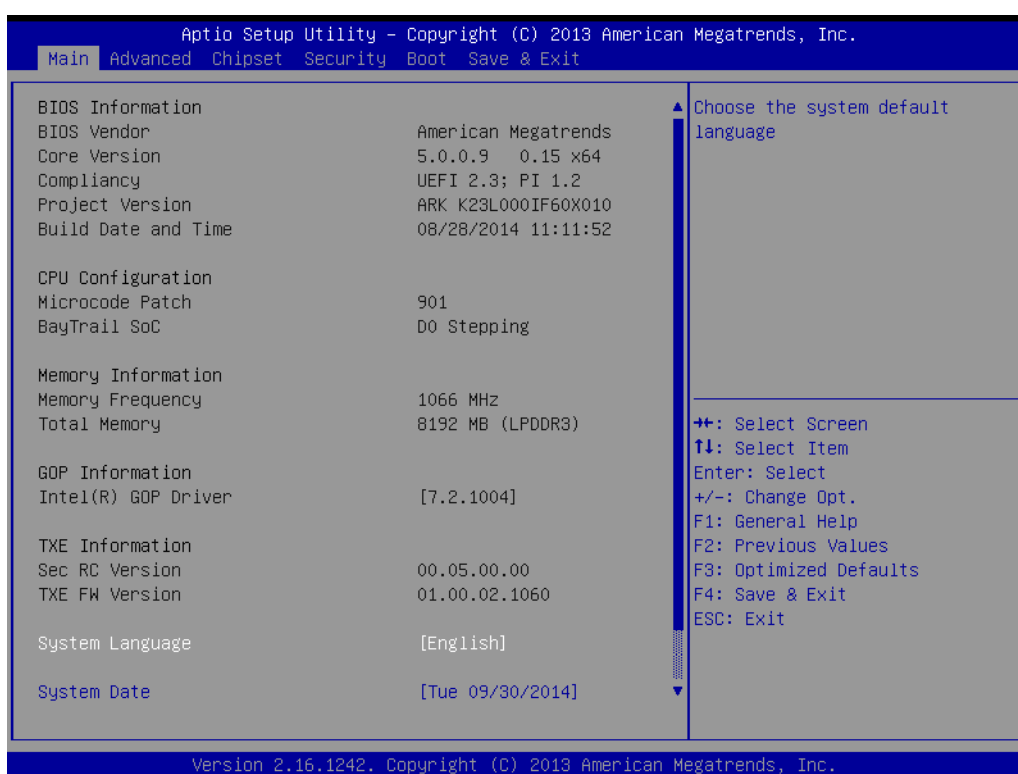 Aptio Setup Utility – Copyright (C) 2013 American Megatrends, Inc.
Main Advanced Chipset Security Boot Save & Exit
BIOS Information
BIOS Vendor American Megatrends
Core Version 5.0.0.9 0.15 x64
Compliancy UEFI 2.3; PI 1.2
Project Version ARK K23L000IF60X010
Build Date and Time 08/28/2014 11:11:52
CPU Configuration
Microcode Patch 901
BayTrail SoC D0 Stepping
Memory Information
Memory Frequency 1066 MHz
Total Memory 8192 MB (LPDDR3)
GOP Information
Intel(R) GOP Driver [7.2.1004]
TXE Information
Sec RC Version 00.05.00.00
TXE FW Version 01.00.02.1060
System Language [English]
System Date [Tue 09/30/2014]
Choose the system default
language
→←: Select Screen
↑↓: Select Item
Enter: Select
+/-: Change Opt.
F1: General Help
F2: Previous Values
F3: Optimized Defaults
F4: Save & Exit
ESC: Exit
Version 2.16.1242. Copyright (C) 2013 American Megatrends, Inc.